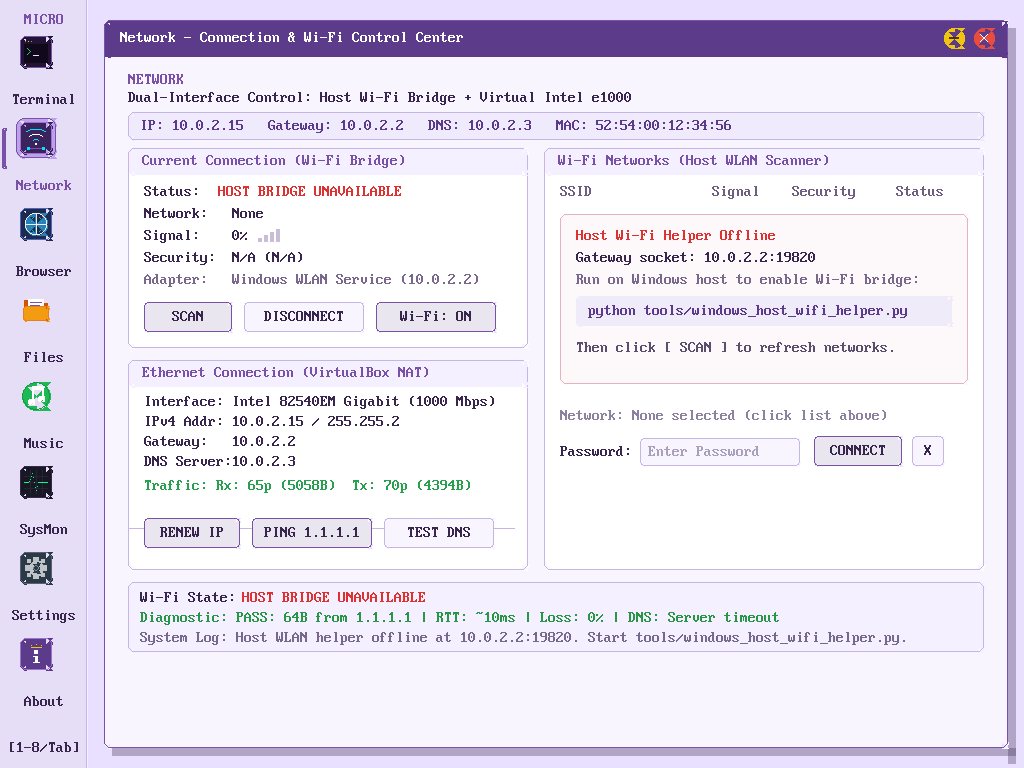 MICRO
Terminal
Network
Browser
Files
Music
SysMon
Settings
About
[1-8/Tab]
Network - Connection & Wi-Fi Control Center
NETWORK
Dual-Interface Control: Host Wi-Fi Bridge + Virtual Intel e1000
IP: 10.0.2.15 Gateway: 10.0.2.2 DNS: 10.0.2.3 MAC: 52:54:00:12:34:56
Current Connection (Wi-Fi Bridge)
Status: HOST BRIDGE UNAVAILABLE
Network: None
Signal: 0%
Security: N/A (N/A)
Adapter: Windows WLAN Service (10.0.2.2)
SCAN DISCONNECT Wi-Fi: ON
Ethernet Connection (VirtualBox NAT)
Interface: Intel 82540EM Gigabit (1000 Mbps)
IPv4 Addr: 10.0.2.15 / 255.255.2
Gateway: 10.0.2.2
DNS Server:10.0.2.3
Traffic: Rx: 65p (5058B) Tx: 70p (4394B)
RENEW IP PING 1.1.1.1 TEST DNS
Wi-Fi Networks (Host WLAN Scanner)
SSID Signal Security Status
Host Wi-Fi Helper Offline
Gateway socket: 10.0.2.2:19820
Run on Windows host to enable Wi-Fi bridge:
python tools/windows_host_wifi_helper.py
Then click [ SCAN ] to refresh networks.
Network: None selected (click list above)
Password: Enter Password CONNECT X
Wi-Fi State: HOST BRIDGE UNAVAILABLE
Diagnostic: PASS: 64B from 1.1.1.1 | RTT: ~10ms | Loss: 0% | DNS: Server timeout
System Log: Host WLAN helper offline at 10.0.2.2:19820. Start tools/windows_host_wifi_helper.py.